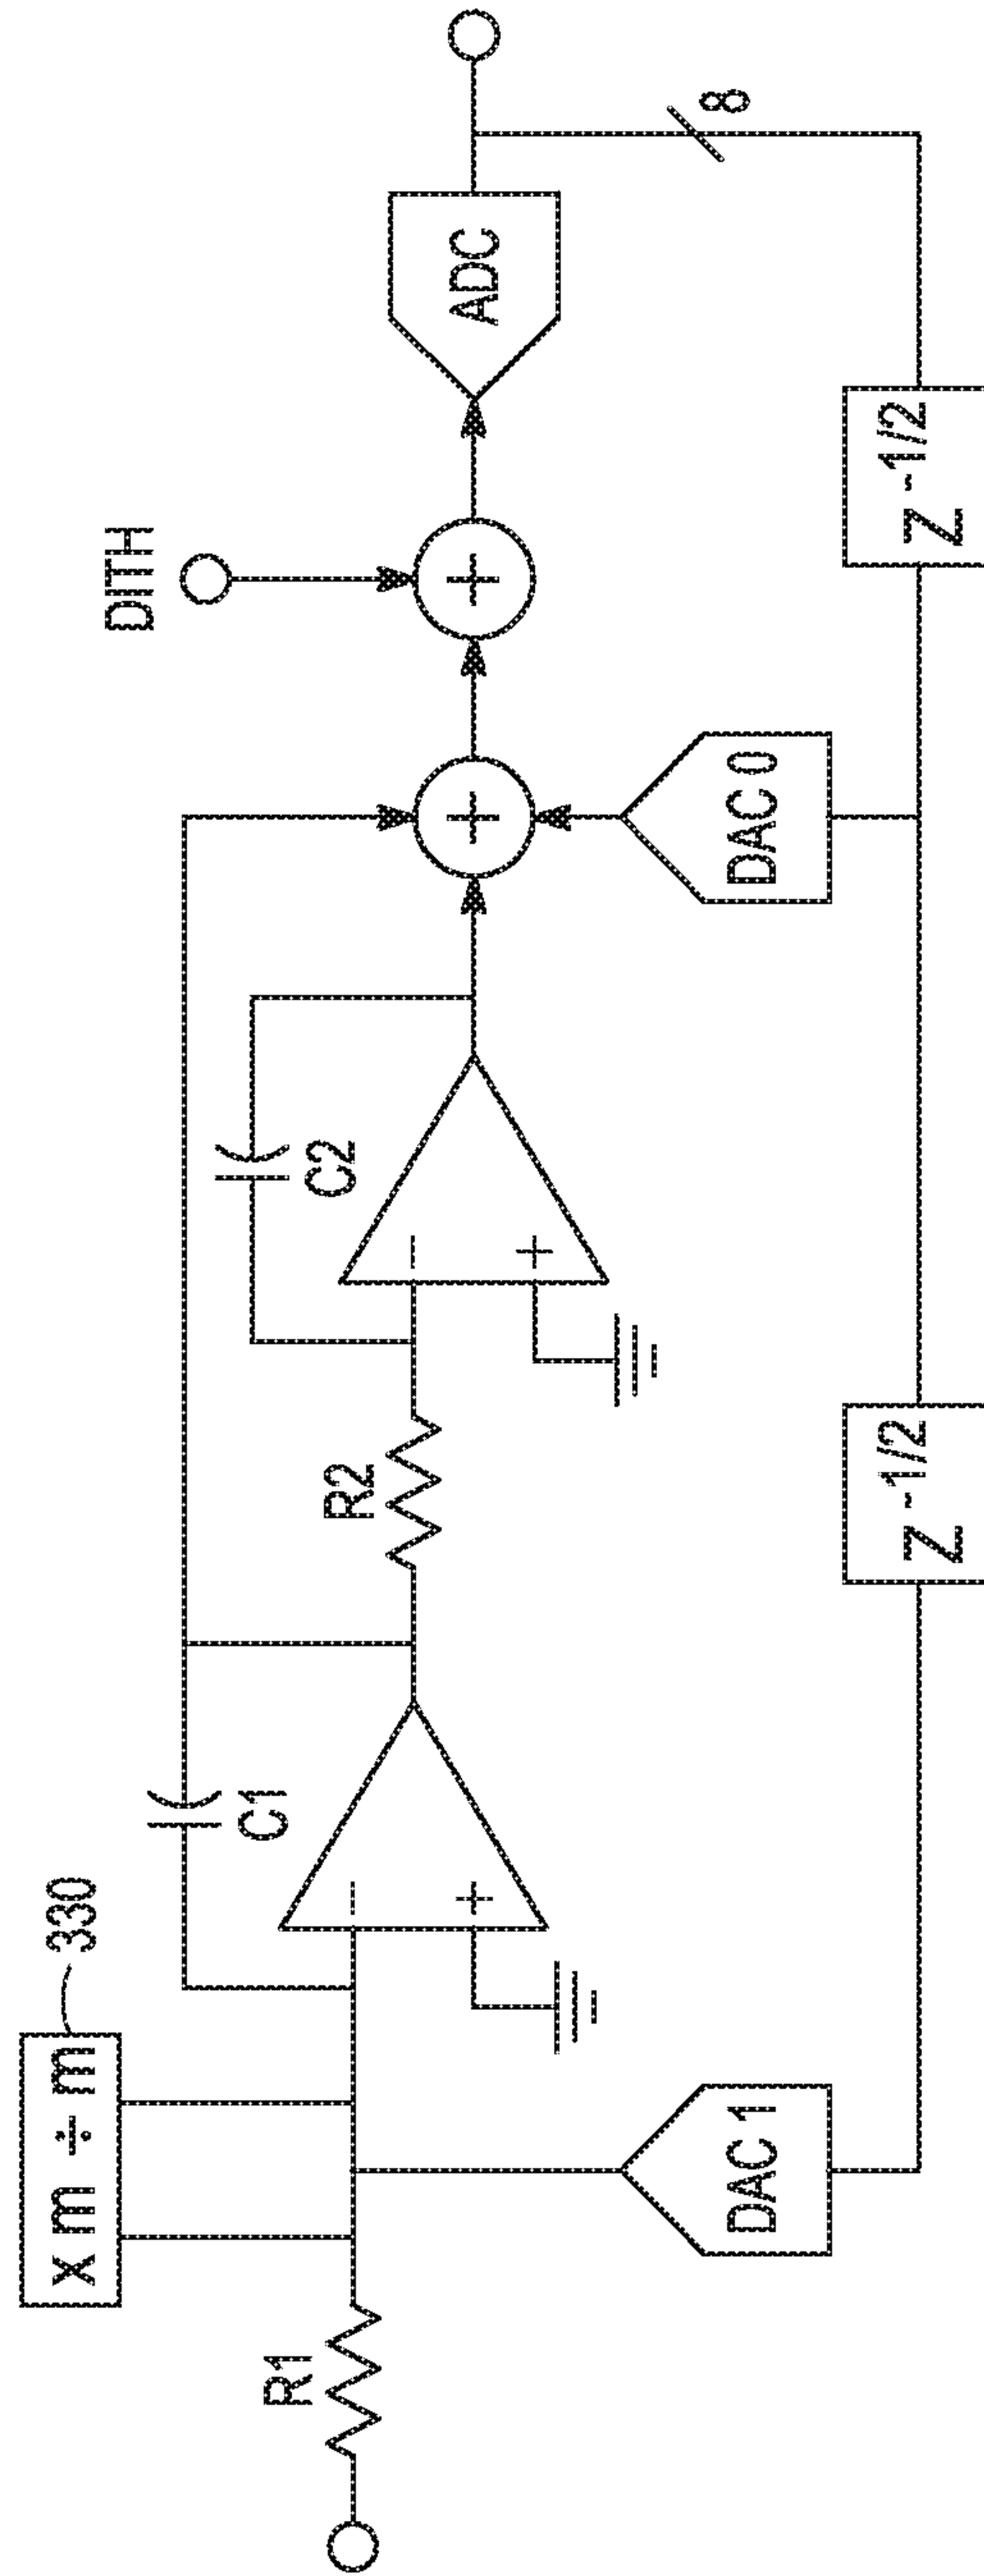 x m ÷ m
330
R1
C1
R2
C2
DITH
ADC
8
DAC 1
DAC 0
Z -1/2
Z -1/2
−
+
−
+
+
+